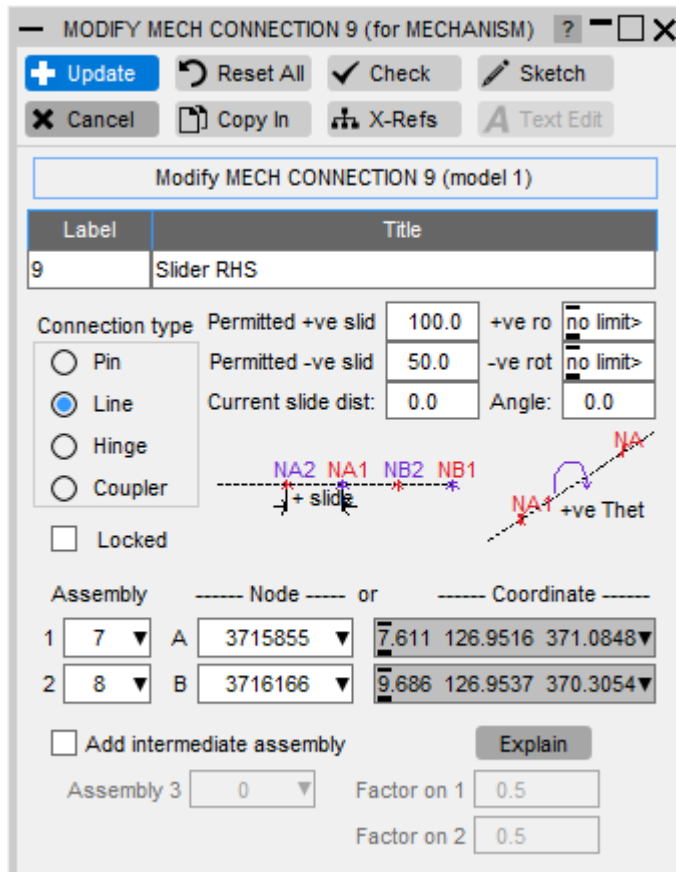 MODIFY MECH CONNECTION 9 (for MECHANISM) ?
Update Reset All Check Sketch
Cancel Copy In X-Refs Text Edit
Modify MECH CONNECTION 9 (model 1)
Label Title
9 Slider RHS
Connection type Permitted +ve slid 100.0 +ve ro no limit>
Pin Permitted -ve slid 50.0 -ve rot no limit>
Line Current slide dist: 0.0 Angle: 0.0
Hinge
Coupler
NA2 NA1 NB2 NB1
+ slide
NA
NA1 +ve Thet
Locked
Assembly ------ Node ----- or ------ Coordinate ------
1 7 A 3715855 7.611 126.9516 371.0848
2 8 B 3716166 9.686 126.9537 370.3054
Add intermediate assembly Explain
Assembly 3 0 Factor on 1 0.5
Factor on 2 0.5